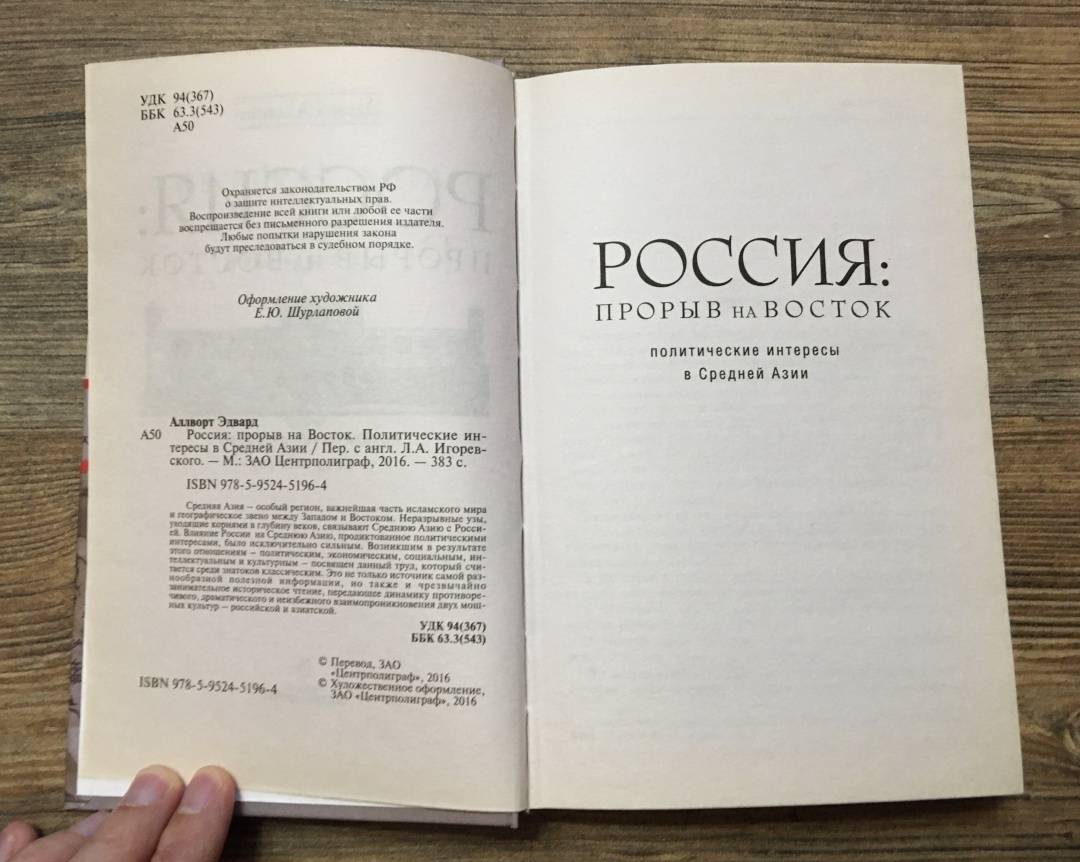 УДК 94(367)
ББК 63.3(543)
А50
Охраняется законодательством РФ
о защите интеллектуальных прав.
Воспроизведение всей книги или любой ее части
воспрещается без письменного разрешения издателя.
Любые попытки нарушения закона
будут преследоваться в судебном порядке.
Оформление художника
Е.Ю. Шурлаповой
Аллворт Эдвард
А50 Россия: прорыв на Восток. Политические ин-
тересы в Средней Азии / Пер. с англ. Л.А. Игорев-
ского. — М.: ЗАО Центрполиграф, 2016. — 383 с.
ISBN 978-5-9524-5196-4
Средняя Азия – особый регион, важнейшая часть исламского мира
и географическое звено между Западом и Востоком. Неразрывные узы,
уходящие корнями в глубину веков, связывают Среднюю Азию с Росси-
ей. Влияние России на Среднюю Азию, продиктованное политическими
интересами, было исключительно сильным. Возникшим в результате
этого отношениям – политическим, экономическим, социальным, ин-
теллектуальным и культурным – посвящен данный труд, который счи-
тается среди знатоков классическим. Это не только источник самой раз-
нообразной полезной информации, но также и чрезвычайно
занимательное историческое чтение, передающее динамику противоре-
чивого, драматического и неизбежного взаимопроникновения двух мощ-
ных культур – российской и азиатской.
УДК 94(367)
ББК 63.3(543)
© Перевод, ЗАО
«Центрполиграф», 2016
© Художественное оформление,
ЗАО «Центрполиграф», 2016
ISBN 978-5-9524-5196-4
РОССИЯ:
ПРОРЫВ НА ВОСТОК
политические интересы
в Средней Азии